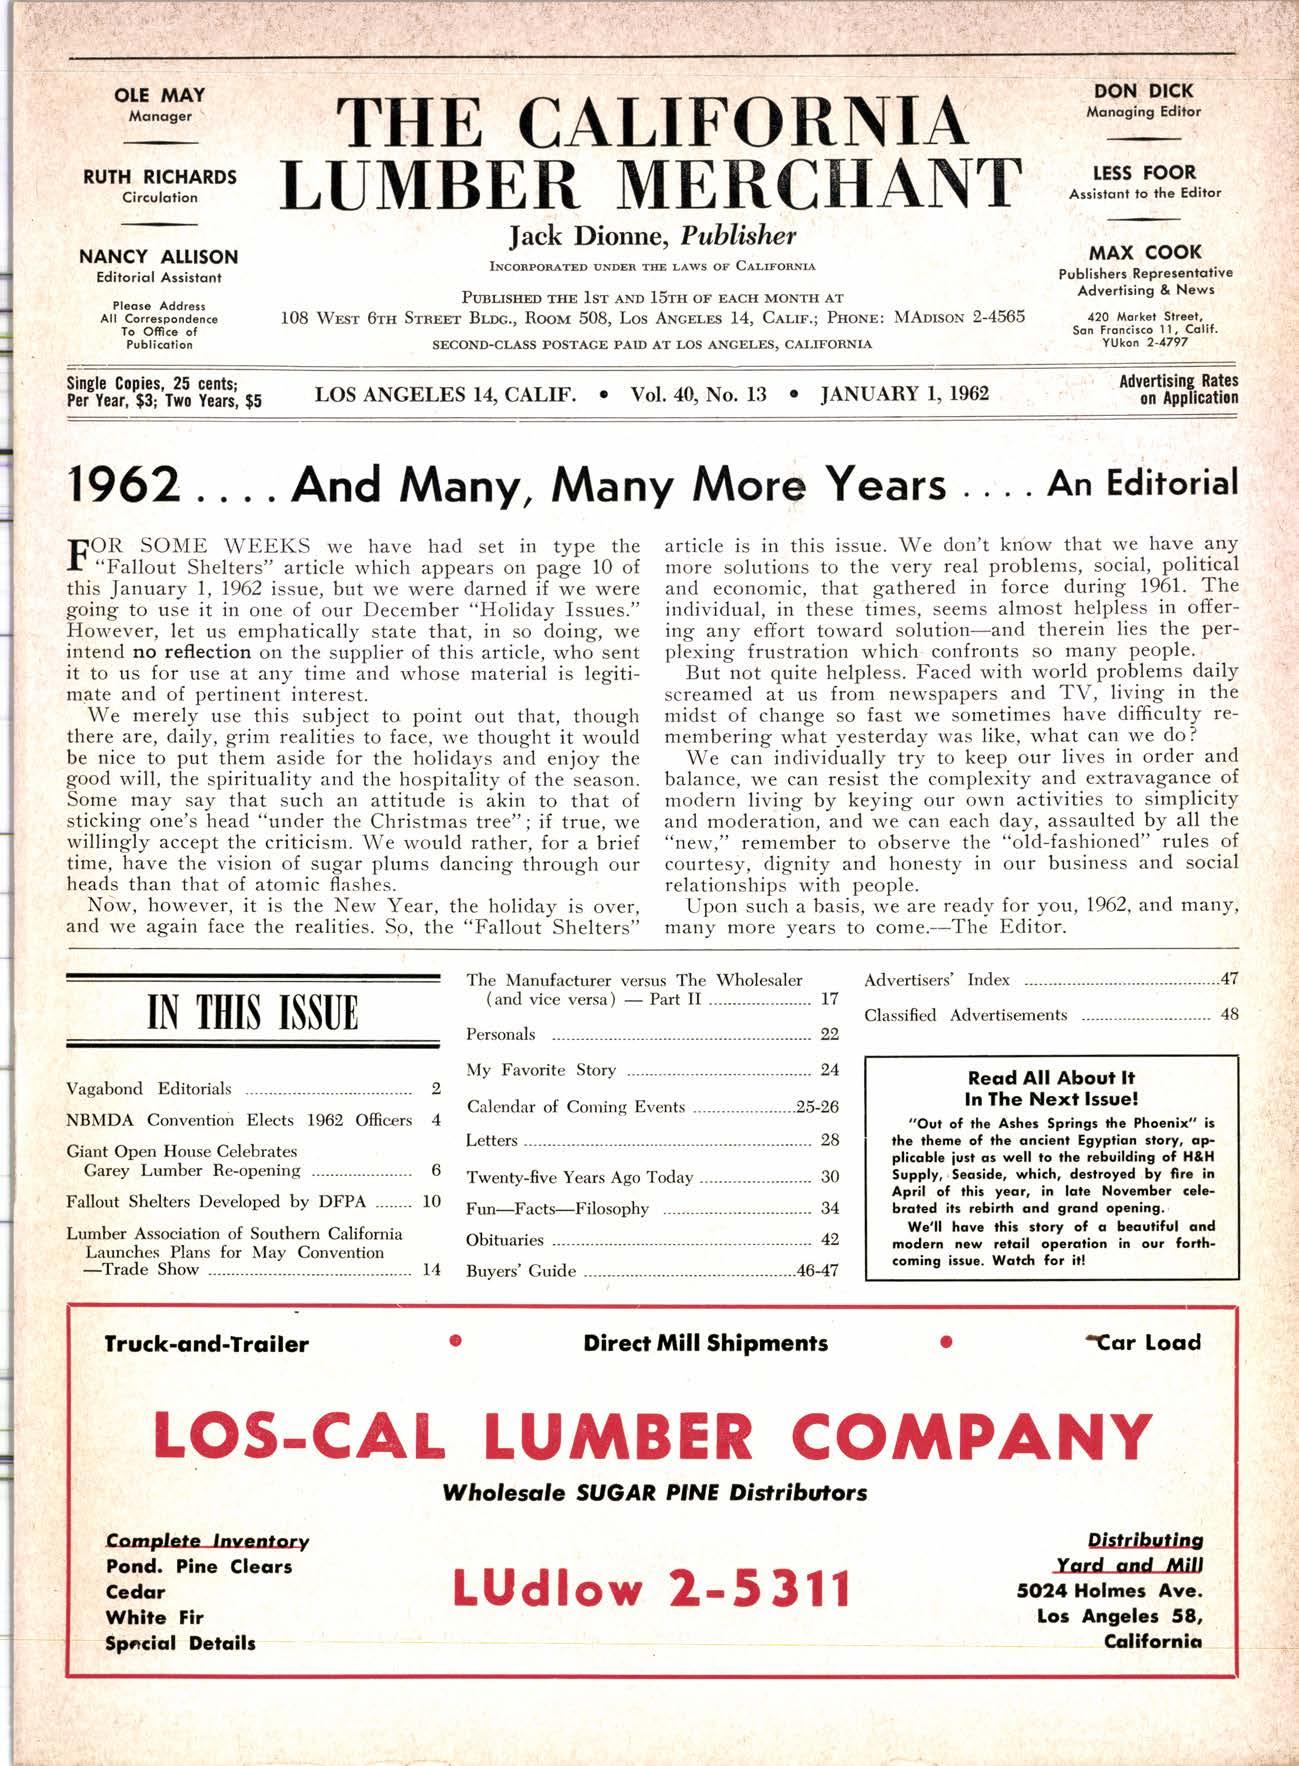 OLE MAY
Manager
RUTH RICHARDS
Circulation
NANCY ALLISON
Editorial Assistant
Please Address
All Correspondence
To Office of
Publication
THE CALIFORNIA
LUMBER MERCHANT
Jack Dionne, Publisher
INCORPORATED UNDER THE LAWS OF CALIFORNIA
PUBLISHED THE 1ST AND 15TH OF EACH MONTH AT
108 WEST 6TH STREET BLDG., ROOM 508, LOS ANGELES 14, CALIF.; PHONE: MADISON 2-4565
SECOND-CLASS POSTAGE PAID AT LOS ANGELES, CALIFORNIA
DON DICK
Managing Editor
LESS FOOR
Assistant to the Editor
MAX COOK
Publishers Representative
Advertising & News
420 Market Street,
San Francisco 11, Calif.
YUkon 2-4797
Single Copies, 25 cents;
Per Year, $3; Two Years, $5
LOS ANGELES 14, CALIF. • Vol. 40, No. 13 • JANUARY 1, 1962
Advertising Rates
on Application
1962 .... And Many, Many More Years .... An Editorial
FOR SOME WEEKS we have had set in type the
"Fallout Shelters" article which appears on page 10 of
this January 1, 1962 issue, but we were darned if we were
going to use it in one of our December "Holiday Issues."
However, let us emphatically state that, in so doing, we
intend no reflection on the supplier of this article, who sent
it to us for use at any time and whose material is legiti-
mate and of pertinent interest.
We merely use this subject to point out that, though
there are, daily, grim realities to face, we thought it would
be nice to put them aside for the holidays and enjoy the
good will, the spirituality and the hospitality of the season.
Some may say that such an attitude is akin to that of
sticking one's head "under the Christmas tree"; if true, we
willingly accept the criticism. We would rather, for a brief
time, have the vision of sugar plums dancing through our
heads than that of atomic flashes.
Now, however, it is the New Year, the holiday is over,
and we again face the realities. So, the "Fallout Shelters"
article is in this issue. We don't know that we have any
more solutions to the very real problems, social, political
and economic, that gathered in force during 1961. The
individual, in these times, seems almost helpless in offer-
ing any effort toward solution—and therein lies the per-
plexing frustration which confronts so many people.
But not quite helpless. Faced with world problems daily
screamed at us from newspapers and TV, living in the
midst of change so fast we sometimes have difficulty re-
membering what yesterday was like, what can we do?
We can individually try to keep our lives in order and
balance, we can resist the complexity and extravagance of
modern living by keying our own activities to simplicity
and moderation, and we can each day, assaulted by all the
"new," remember to observe the "old-fashioned" rules of
courtesy, dignity and honesty in our business and social
relationships with people.
Upon such a basis, we are ready for you, 1962, and many,
many more years to come.—The Editor.
IN THIS ISSUE
Vagabond Editorials ........ 2
NBMDA Convention Elects 1962 Officers 4
Giant Open House Celebrates
Garey Lumber Re-opening ........ 6
Fallout Shelters Developed by DFPA ........ 10
Lumber Association of Southern California
Launches Plans for May Convention
—Trade Show ........ 14
The Manufacturer versus The Wholesaler
(and vice versa) — Part II ........ 17
Personals ........ 22
My Favorite Story ........ 24
Calendar of Coming Events ........ 25-26
Letters ........ 28
Twenty-five Years Ago Today ........ 30
Fun—Facts—Filosophy ........ 34
Obituaries ........ 42
Buyers' Guide ........ 46-47
Advertisers' Index ........ 47
Classified Advertisements ........ 48
Read All About It
In The Next Issue!
"Out of the Ashes Springs the Phoenix" is
the theme of the ancient Egyptian story, ap-
plicable just as well to the rebuilding of H&H
Supply, Seaside, which, destroyed by fire in
April of this year, in late November cele-
brated its rebirth and grand opening.
We'll have this story of a beautiful and
modern new retail operation in our forth-
coming issue. Watch for it!
Truck-and-Trailer • Direct Mill Shipments • Car Load
LOS-CAL LUMBER COMPANY
Wholesale SUGAR PINE Distributors
Complete Inventory
Pond. Pine Clears
Cedar
White Fir
Special Details
LUdlow 2-5311
Distributing
Yard and Mill
5024 Holmes Ave.
Los Angeles 58,
California